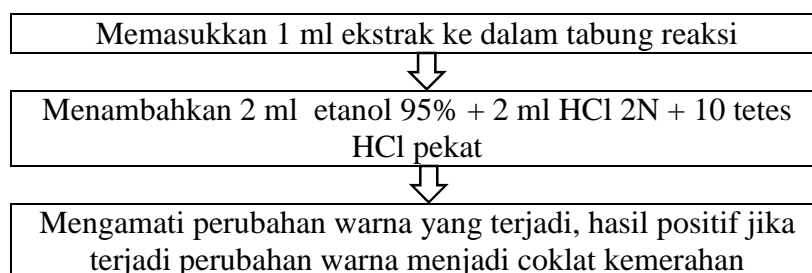 Memasukkan 1 ml ekstrak ke dalam tabung reaksi
Menambahkan 2 ml  etanol 95% + 2 ml HCl 2N + 10 tetes
HCl pekat
Mengamati perubahan warna yang terjadi, hasil positif jika
terjadi perubahan warna menjadi coklat kemerahan